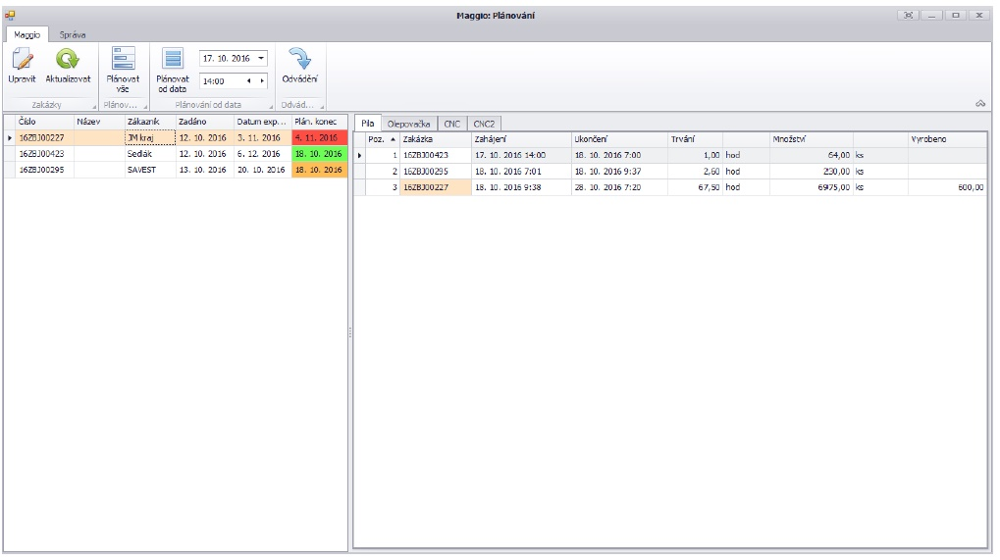 Maggio: Plánování
Maggio Správa
17. 10. 2016
14:00
Upravit Aktualizovat Plánovat vše Plánovat od data Odvádění
Zakázky Plánov... Plánování od data Odvád...
Číslo Název Zákazník Zadáno Datum exp... Plán. konec
16ZBJ00227 JM kraj 12. 10. 2016 3. 11. 2016 4. 11. 2016
16ZBJ00423 Sedlák 12. 10. 2016 6. 12. 2016 18. 10. 2016
16ZBJ00295 SAVEST 13. 10. 2016 20. 10. 2016 18. 10. 2016
Pila Olepovačka CNC CNC2
Poz. Zakázka Zahájení Ukončení Trvání Množství Vyrobeno
1 16ZBJ00423 17. 10. 2016 14:00 18. 10. 2016 7:00 1,00 hod 64,00 ks
2 16ZBJ00295 18. 10. 2016 7:01 18. 10. 2016 9:37 2,60 hod 230,00 ks
3 16ZBJ00227 18. 10. 2016 9:38 28. 10. 2016 7:20 67,50 hod 6975,00 ks 600,00